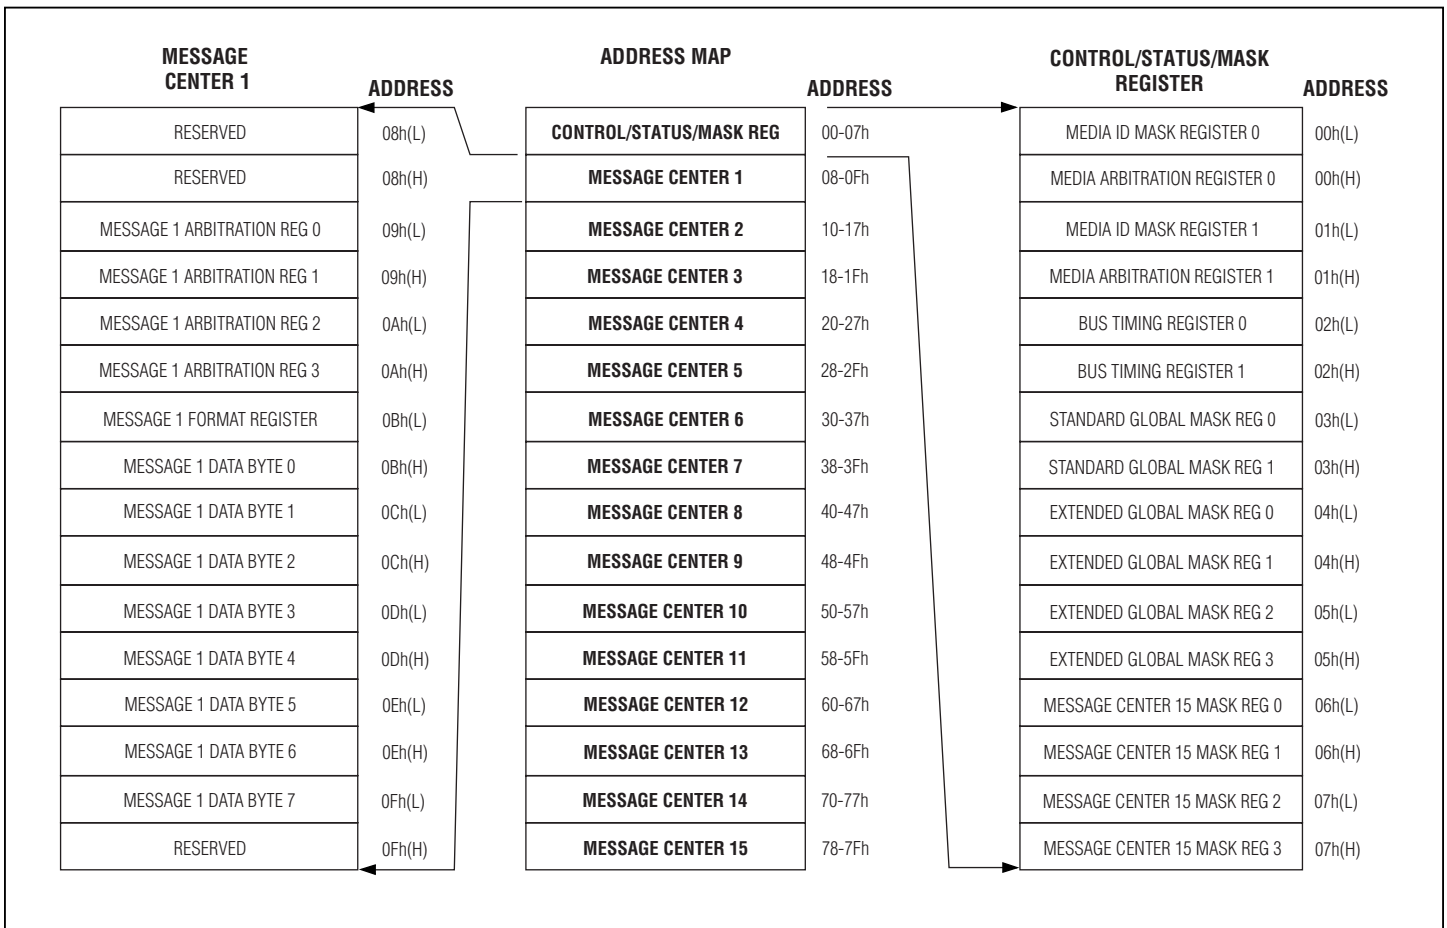 MESSAGE
CENTER 1
ADDRESS
RESERVED 08h(L)
RESERVED 08h(H)
MESSAGE 1 ARBITRATION REG 0 09h(L)
MESSAGE 1 ARBITRATION REG 1 09h(H)
MESSAGE 1 ARBITRATION REG 2 0Ah(L)
MESSAGE 1 ARBITRATION REG 3 0Ah(H)
MESSAGE 1 FORMAT REGISTER 0Bh(L)
MESSAGE 1 DATA BYTE 0 0Bh(H)
MESSAGE 1 DATA BYTE 1 0Ch(L)
MESSAGE 1 DATA BYTE 2 0Ch(H)
MESSAGE 1 DATA BYTE 3 0Dh(L)
MESSAGE 1 DATA BYTE 4 0Dh(H)
MESSAGE 1 DATA BYTE 5 0Eh(L)
MESSAGE 1 DATA BYTE 6 0Eh(H)
MESSAGE 1 DATA BYTE 7 0Fh(L)
RESERVED 0Fh(H)
ADDRESS MAP
ADDRESS
CONTROL/STATUS/MASK REG 00-07h
MESSAGE CENTER 1 08-0Fh
MESSAGE CENTER 2 10-17h
MESSAGE CENTER 3 18-1Fh
MESSAGE CENTER 4 20-27h
MESSAGE CENTER 5 28-2Fh
MESSAGE CENTER 6 30-37h
MESSAGE CENTER 7 38-3Fh
MESSAGE CENTER 8 40-47h
MESSAGE CENTER 9 48-4Fh
MESSAGE CENTER 10 50-57h
MESSAGE CENTER 11 58-5Fh
MESSAGE CENTER 12 60-67h
MESSAGE CENTER 13 68-6Fh
MESSAGE CENTER 14 70-77h
MESSAGE CENTER 15 78-7Fh
CONTROL/STATUS/MASK
REGISTER
ADDRESS
MEDIA ID MASK REGISTER 0 00h(L)
MEDIA ARBITRATION REGISTER 0 00h(H)
MEDIA ID MASK REGISTER 1 01h(L)
MEDIA ARBITRATION REGISTER 1 01h(H)
BUS TIMING REGISTER 0 02h(L)
BUS TIMING REGISTER 1 02h(H)
STANDARD GLOBAL MASK REG 0 03h(L)
STANDARD GLOBAL MASK REG 1 03h(H)
EXTENDED GLOBAL MASK REG 0 04h(L)
EXTENDED GLOBAL MASK REG 1 04h(H)
EXTENDED GLOBAL MASK REG 2 05h(L)
EXTENDED GLOBAL MASK REG 3 05h(H)
MESSAGE CENTER 15 MASK REG 0 06h(L)
MESSAGE CENTER 15 MASK REG 1 06h(H)
MESSAGE CENTER 15 MASK REG 2 07h(L)
MESSAGE CENTER 15 MASK REG 3 07h(H)